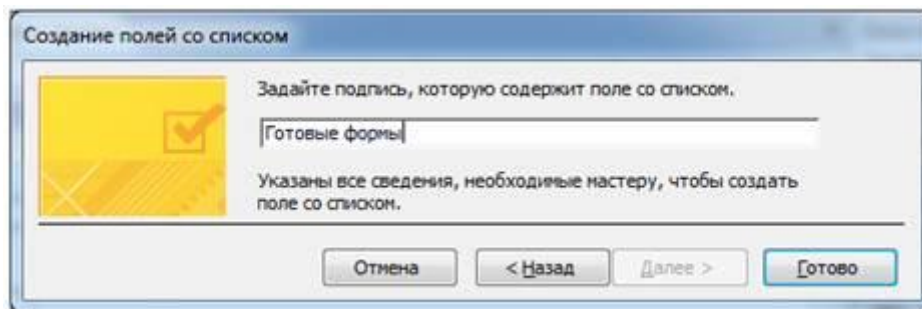 Создание полей со списком
Задайте подпись, которую содержит поле со списком.
Готовые формы
Указаны все сведения, необходимые мастеру, чтобы создать
поле со списком.
Отмена
< Назад
Далее >
Готово